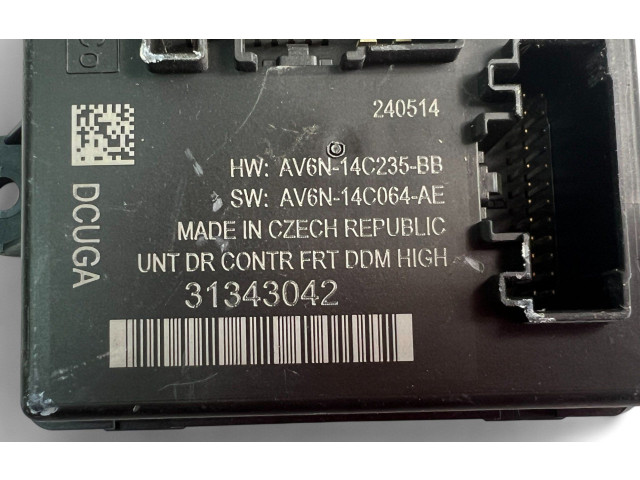 Co
240514
HW: AV6N-14C235-BB
SW: AV6N-14C064-AE
MADE IN CZECH REPUBLIC
UNT DR CONTR FRT DDM HIGH
31343042
DCUGA